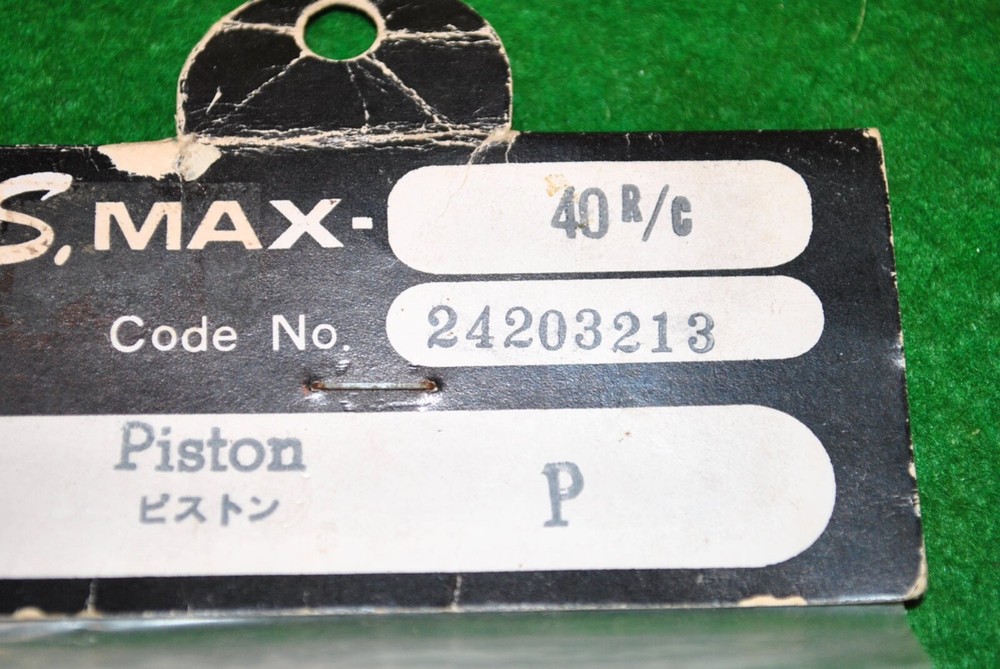 S. MAX- 40 R/C
Code No. 24203213
Piston P
ピストン